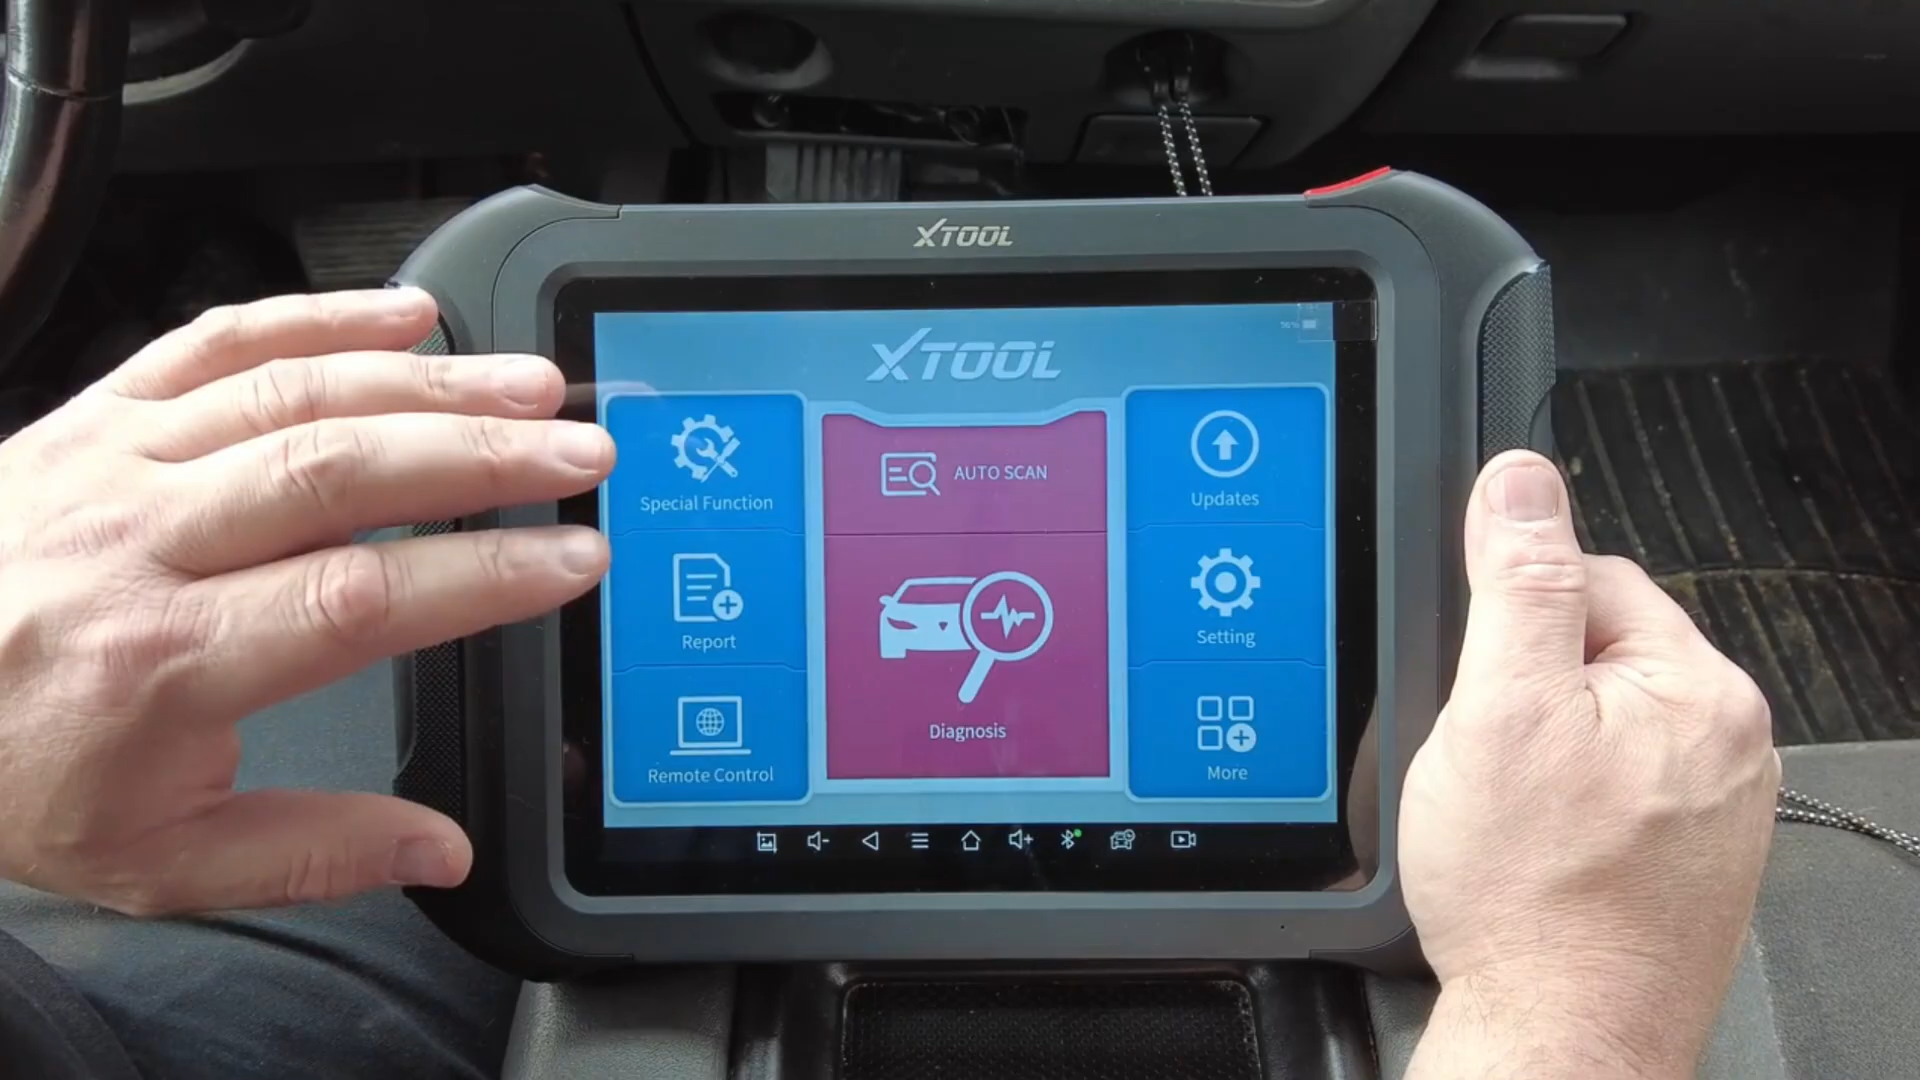 XTOOL
XTOOL
Special Function
AUTO SCAN
Updates
Report
Setting
Diagnosis
Remote Control
More